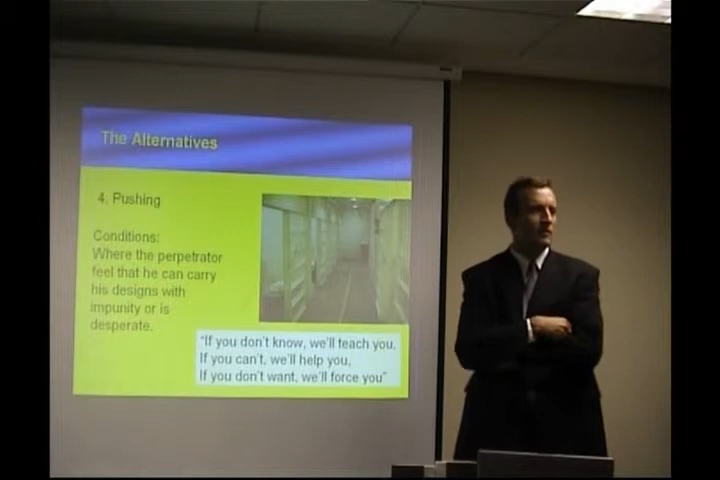 The Alternatives
4. Pushing
Conditions:
Where the perpetrator
feel that he can carry
his designs with
impunity or is
desperate.
"If you don't know, we'll teach you,
If you can't, we'll help you,
If you don't want, we'll force you"